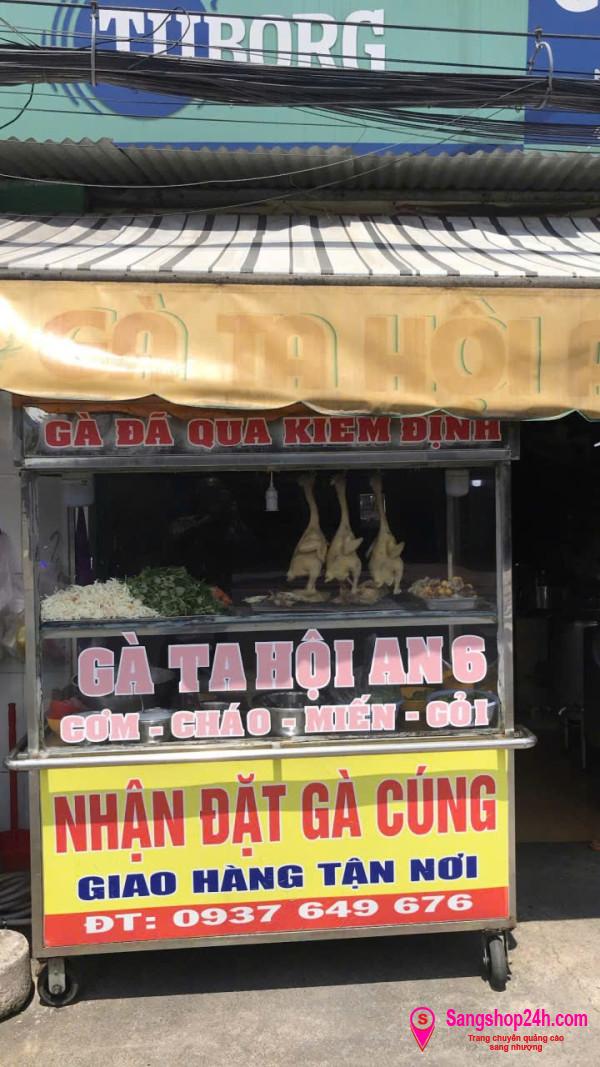 TUBORG
GÀ TA HỘI A
GÀ ĐÃ QUA KIỂM ĐỊNH
GÀ TA HỘI AN 6
CƠM - CHÁO - MIẾN - GỎI
NHẬN ĐẶT GÀ CÚNG
GIAO HÀNG TẬN NƠI
ĐT: 0937 649 676
S
Sangshop24h.com
Trang chuyên quảng cáo
sang nhượng